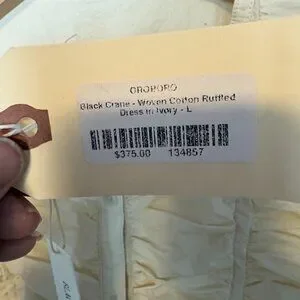 OROBORO
Black Crane - Woven Cotton Ruffled
Dress in Ivory - L
$375.00 134857